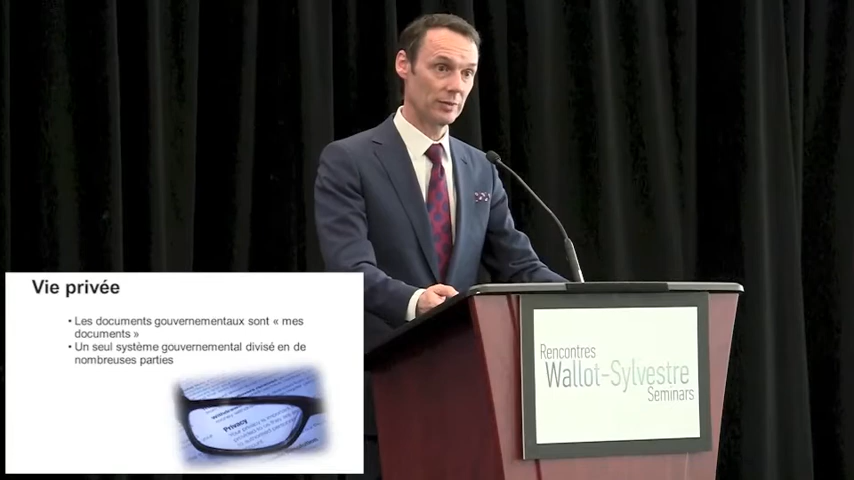 Vie privée
• Les documents gouvernementaux sont « mes
documents »
• Un seul système gouvernemental divisé en de
nombreuses parties
Privacy
Rencontres
Wallot-Sylvestre
Seminars